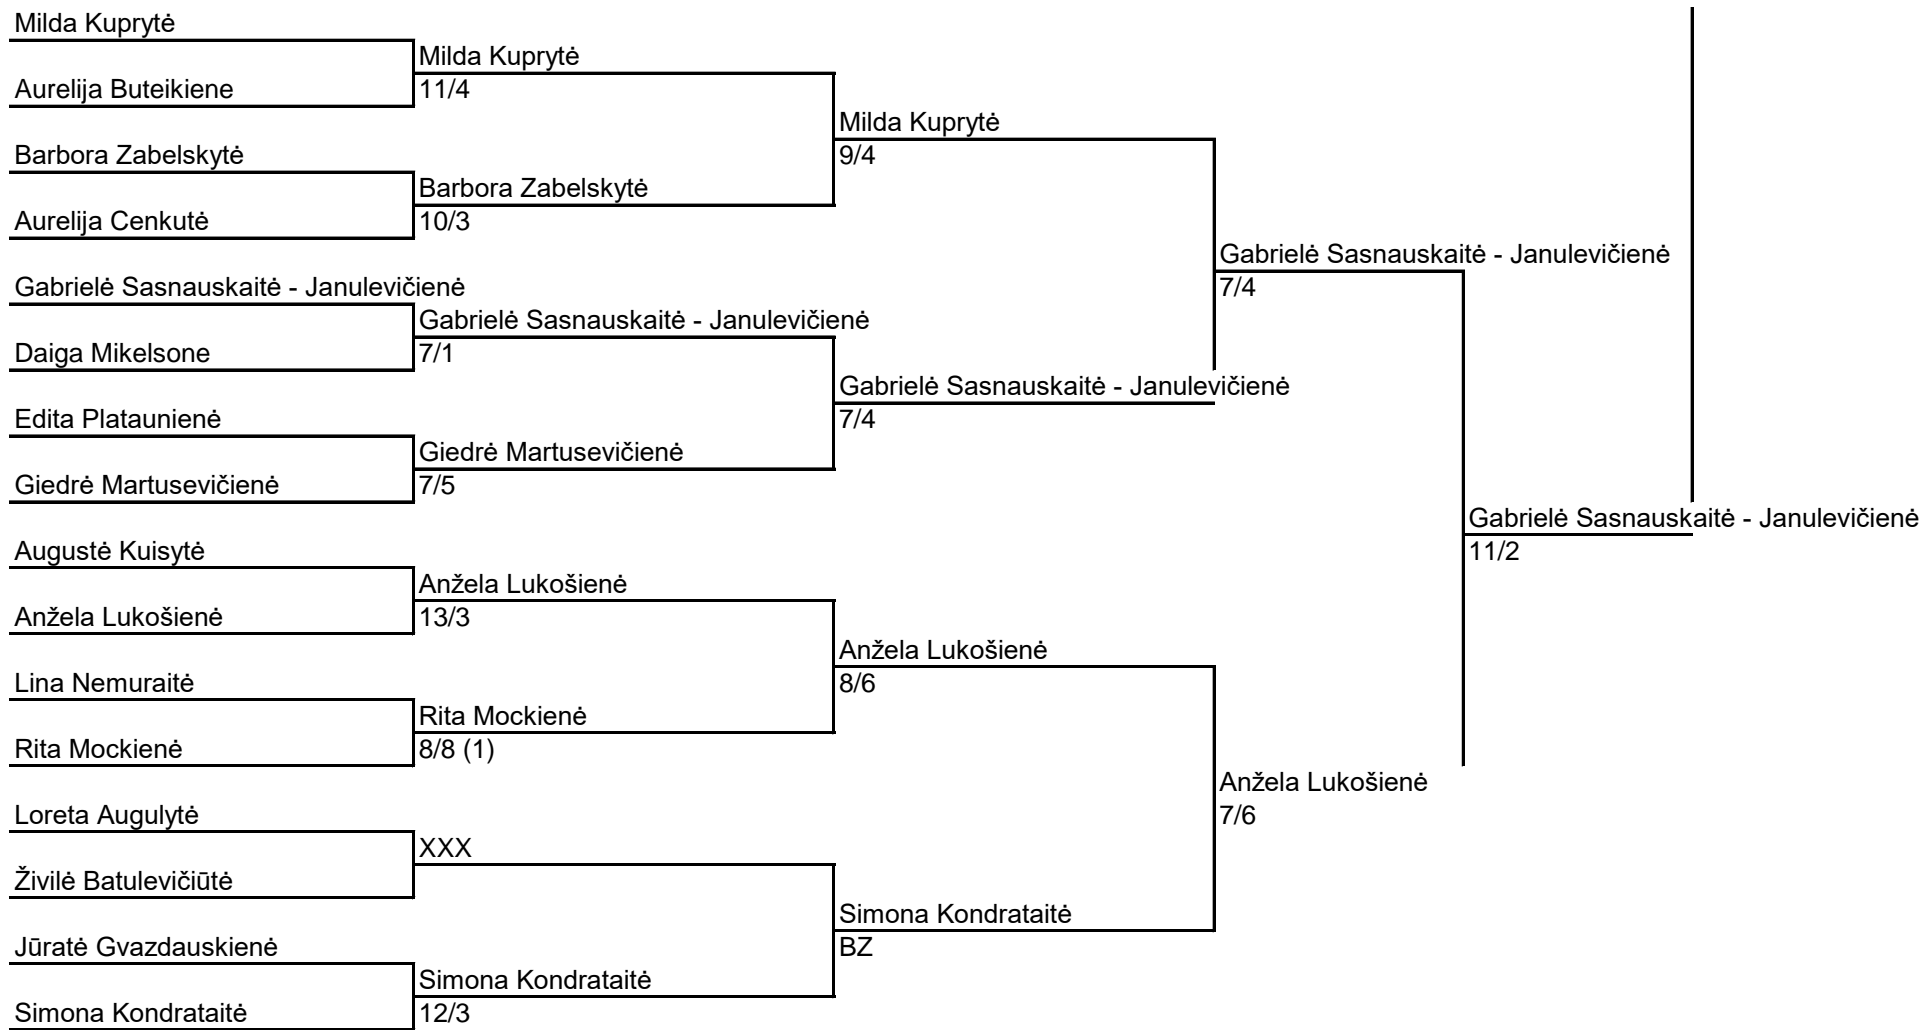 Milda Kuprytė
Milda Kuprytė
Aurelija Buteikiene
11/4
Milda Kuprytė
Barbora Zabelskytė
9/4
Barbora Zabelskytė
Aurelija Cenkutė
10/3
Gabrielė Sasnauskaitė - Janulevičienė
Gabrielė Sasnauskaitė - Janulevičienė
7/4
Gabrielė Sasnauskaitė - Janulevičienė
Daiga Mikelsone
7/1
Gabrielė Sasnauskaitė - Janulevičienė
Edita Plataunienė
7/4
Giedrė Martusevičienė
Giedrė Martusevičienė
7/5
Gabrielė Sasnauskaitė - Janulevičienė
Augustė Kuisytė
11/2
Anžela Lukošienė
Anžela Lukošienė
13/3
Anžela Lukošienė
Lina Nemuraitė
8/6
Rita Mockienė
Rita Mockienė
8/8 (1)
Anžela Lukošienė
Loreta Augulytė
7/6
XXX
Živilė Batulevičiūtė
Simona Kondrataitė
Jūratė Gvazdauskienė
BZ
Simona Kondrataitė
Simona Kondrataitė
12/3